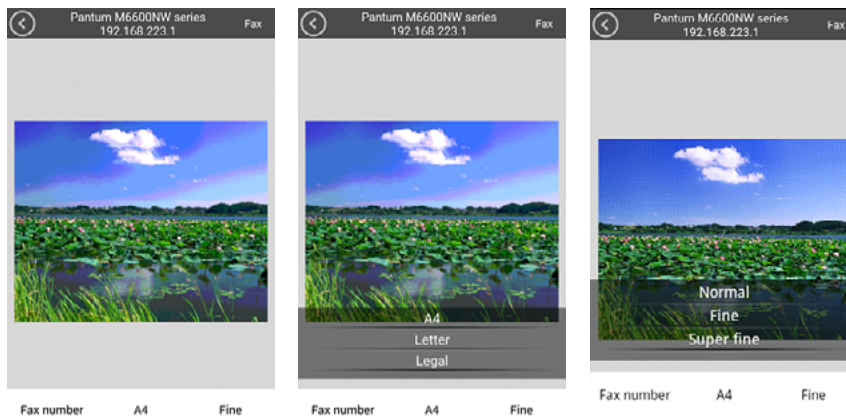 Pantum M6600NW series
192.168.223.1
Fax
Fax number A4 Fine
Pantum M6600NW series
192.168.223.1
Fax
A4
Letter
Legal
Fax number A4 Fine
Pantum M6600NW series
192.168.223.1
Fax
Normal
Fine
Super fine
Fax number A4 Fine